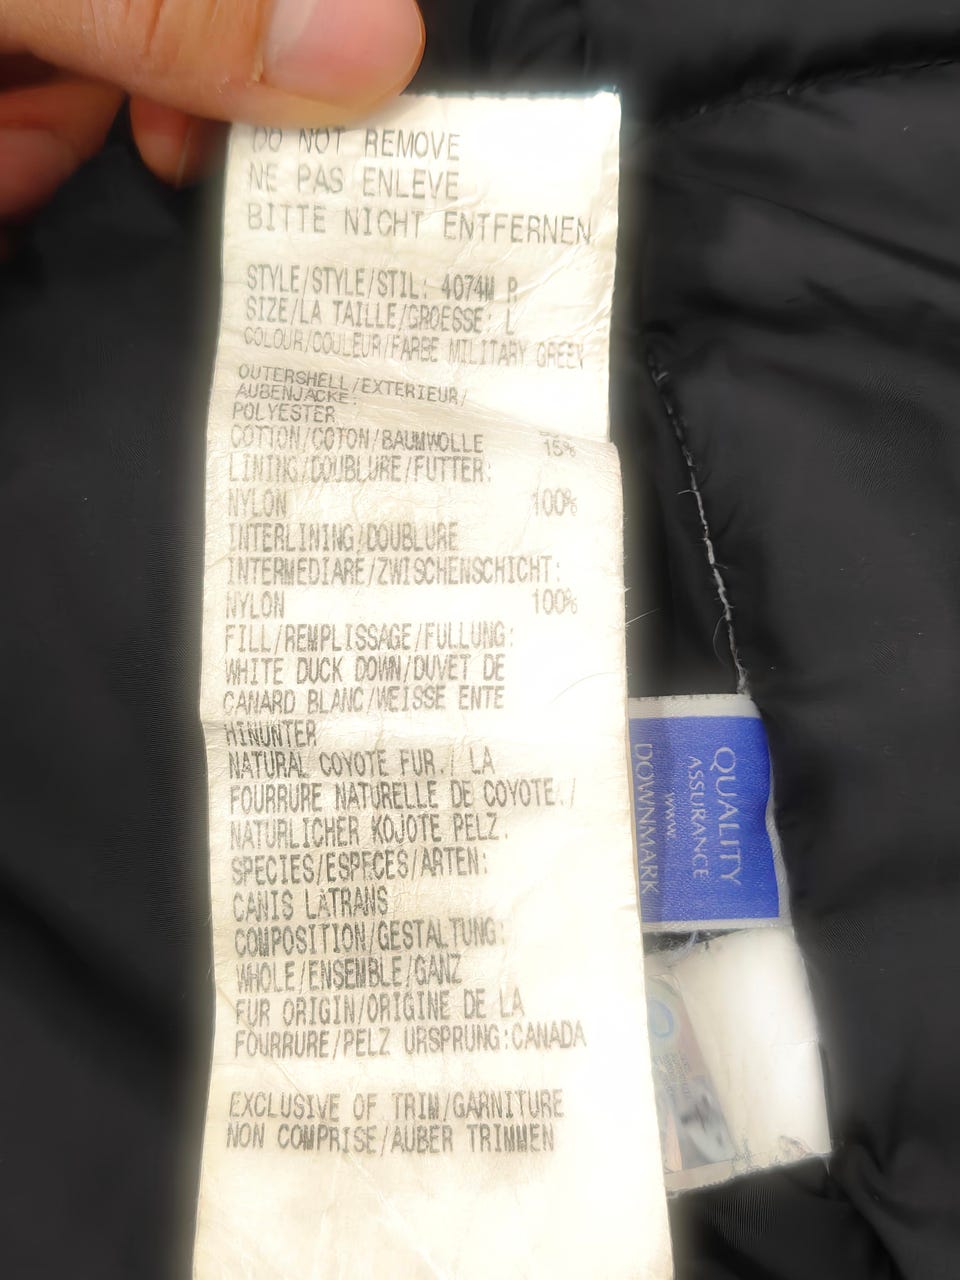 DO NOT REMOVE
NE PAS ENLEVE
BITTE NICHT ENTFERNEN
STYLE/STYLE/STIL: 4074M R
SIZE/LA TAILLE/GROESSE: L
COLOUR/COULEUR/FARBE MILITARY GREEN
OUTERSHELL/EXTERIEUR/
AUBENJACKE:
POLYESTER
COTTON/COTON/BAUMWOLLE 15%
LINING/DOUBLURE/FUTTER:
NYLON 100%
INTERLINING/DOUBLURE
INTERMEDIARE/ZWISCHENSCHICHT:
NYLON 100%
FILL/REMPLISSAGE/FULLUNG:
WHITE DUCK DOWN/DUVET DE
CANARD BLANC/WEISSE ENTE
HINUNTER
NATURAL COYOTE FUR./ LA
FOURRURE NATURELLE DE COYOTE./
NATURLICHER KOJOTE PELZ.
SPECIES/ESPECES/ARTEN:
CANIS LATRANS
COMPOSITION/GESTALTUNG:
WHOLE/ENSEMBLE/GANZ
FUR ORIGIN/ORIGINE DE LA
FOURRURE/PELZ URSPRUNG:CANADA
EXCLUSIVE OF TRIM/GARNITURE
NON COMPRISE/AUBER TRIMMEN
QUALITY
ASSURANCE
www
DOWNMARK